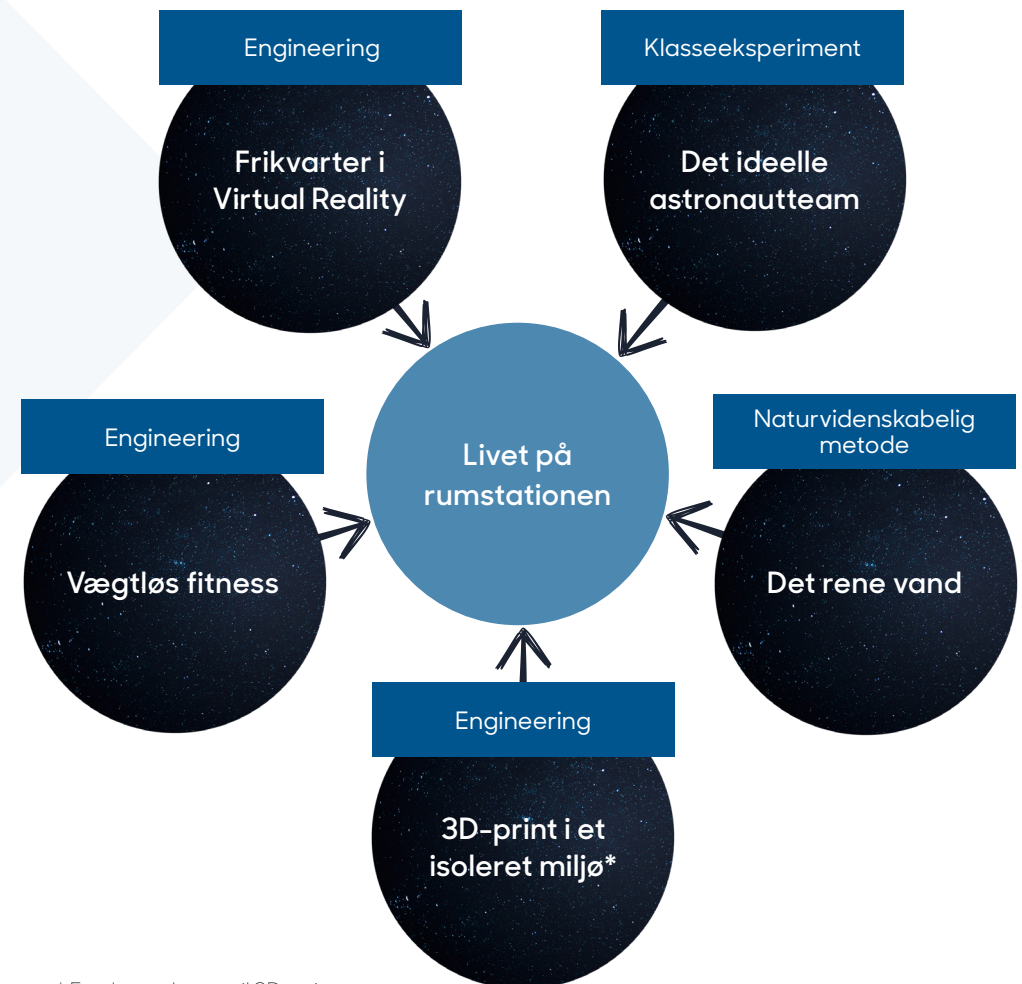 Engineering
Frikvarter i
Virtual Reality
Klasseeksperiment
Det ideelle
astronautteam
Engineering
Vægtløs fitness
Livet på
rumstationen
Naturvidenskabelig
metode
Det rene vand
Engineering
3D-print i et
isoleret miljø*